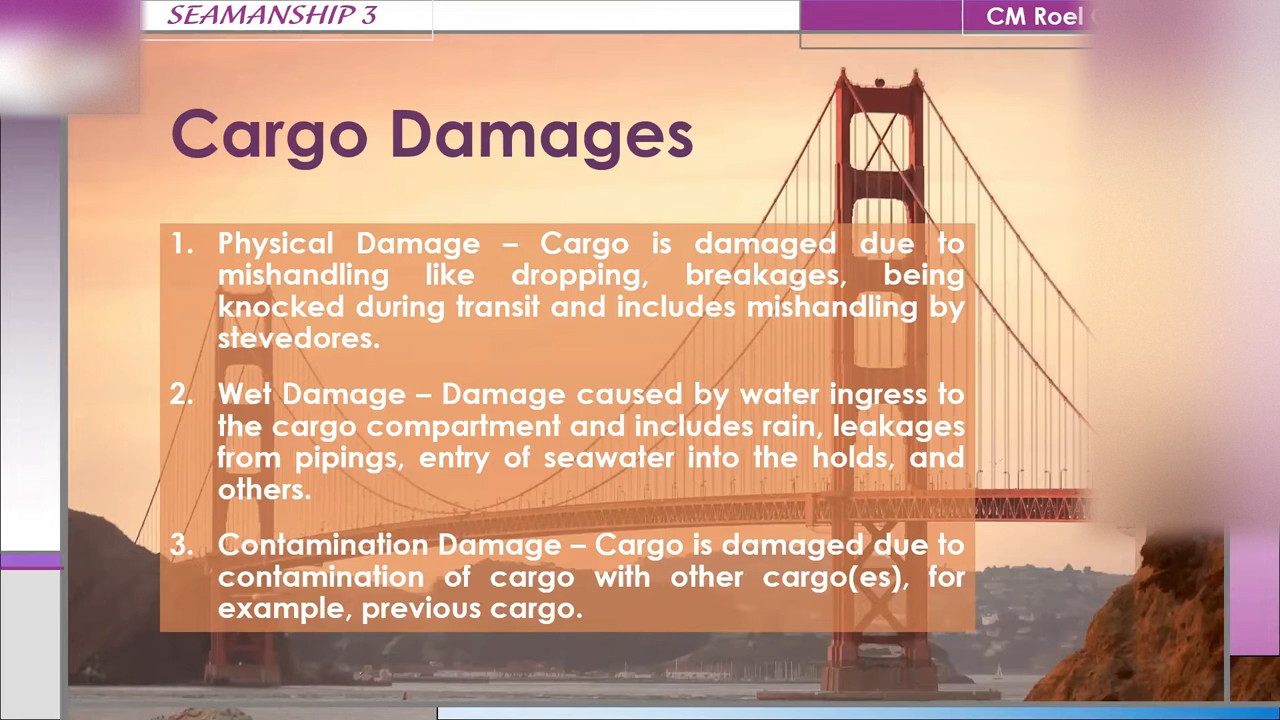 SEAMANSHIP 3
CM Roel
Cargo Damages
1. Physical Damage – Cargo is damaged due to
mishandling like dropping, breakages, being
knocked during transit and includes mishandling by
stevedores.
2. Wet Damage – Damage caused by water ingress to
the cargo compartment and includes rain, leakages
from pipings, entry of seawater into the holds, and
others.
3. Contamination Damage – Cargo is damaged due to
contamination of cargo with other cargo(es), for
example, previous cargo.